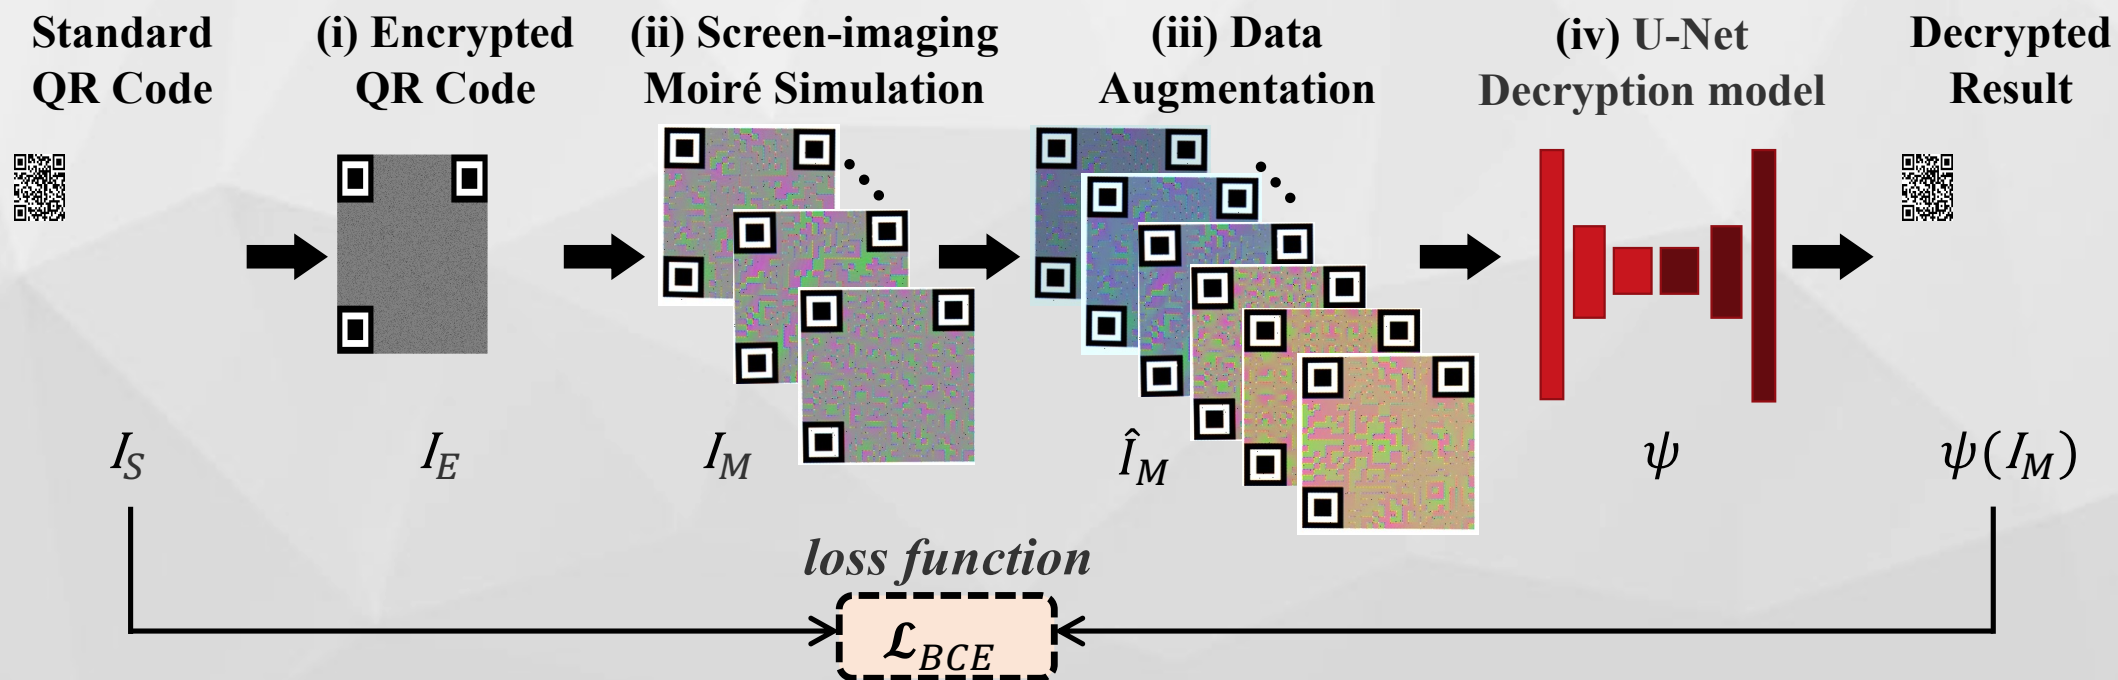 Standard
QR Code
(i) Encrypted
QR Code
(ii) Screen-imaging
Moiré Simulation
(iii) Data
Augmentation
(iv) U-Net
Decryption model
Decrypted
Result
I_S
I_E
I_M
Î_M
ψ
ψ(I_M)
loss function
ℒ_BCE